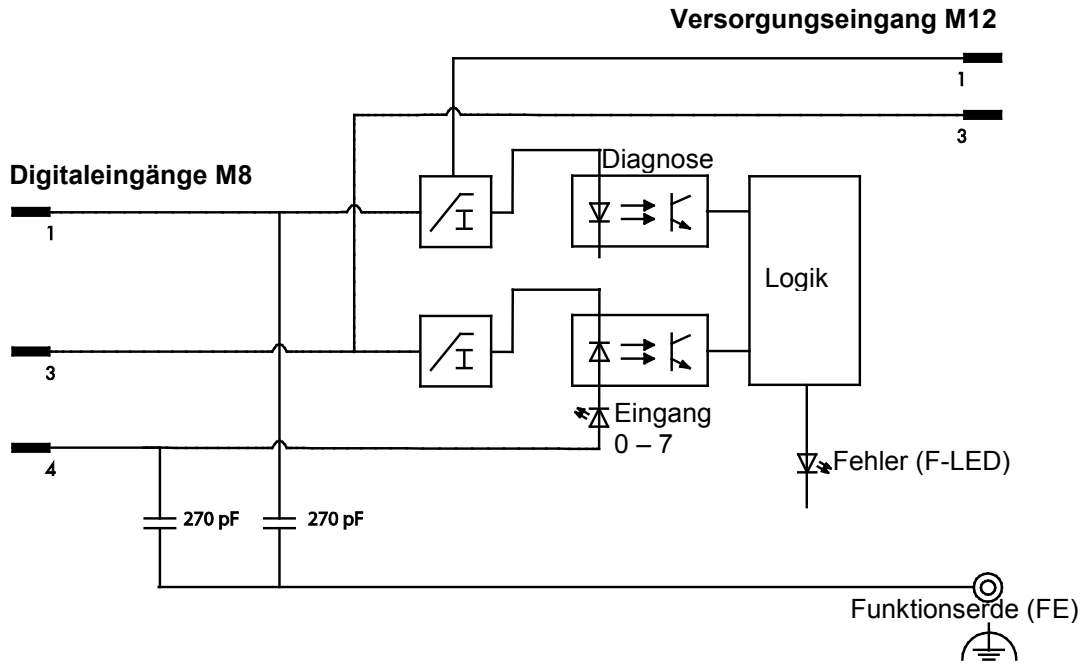 Versorgungseingang M12
1
3
Digitaleingänge M8
Diagnose
1
I
Logik
3
I
Eingang
0 – 7
4
Fehler (F-LED)
270 pF
270 pF
Funktionserde (FE)